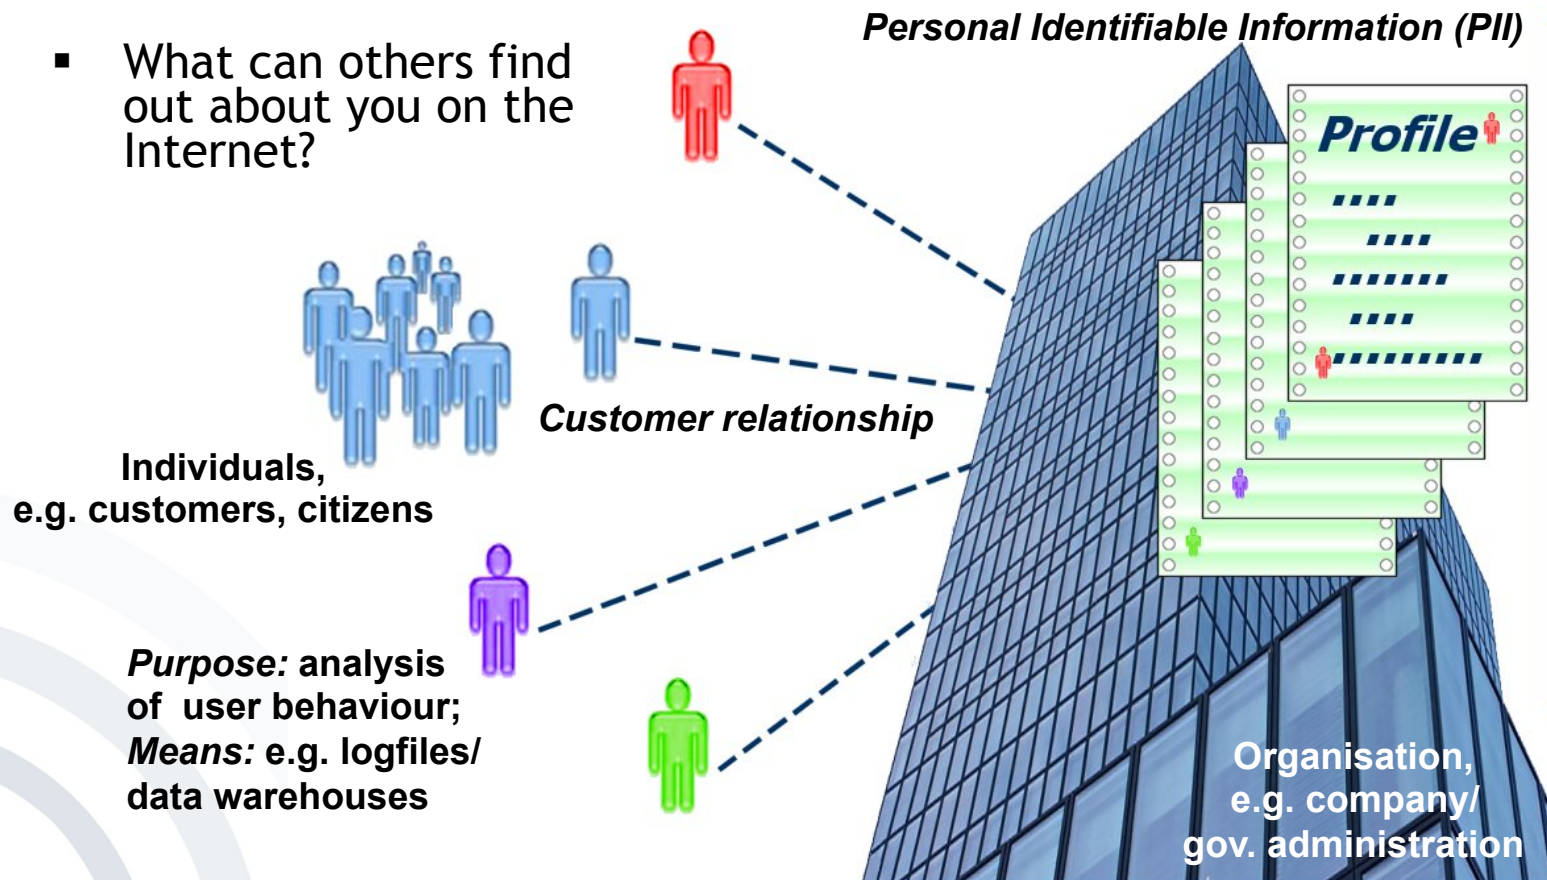 Personal Identifiable Information (PII)
▪ What can others find
out about you on the
Internet?
Profile
Customer relationship
Individuals,
e.g. customers, citizens
Purpose: analysis
of user behaviour;
Means: e.g. logfiles/
data warehouses
Organisation,
e.g. company/
gov. administration